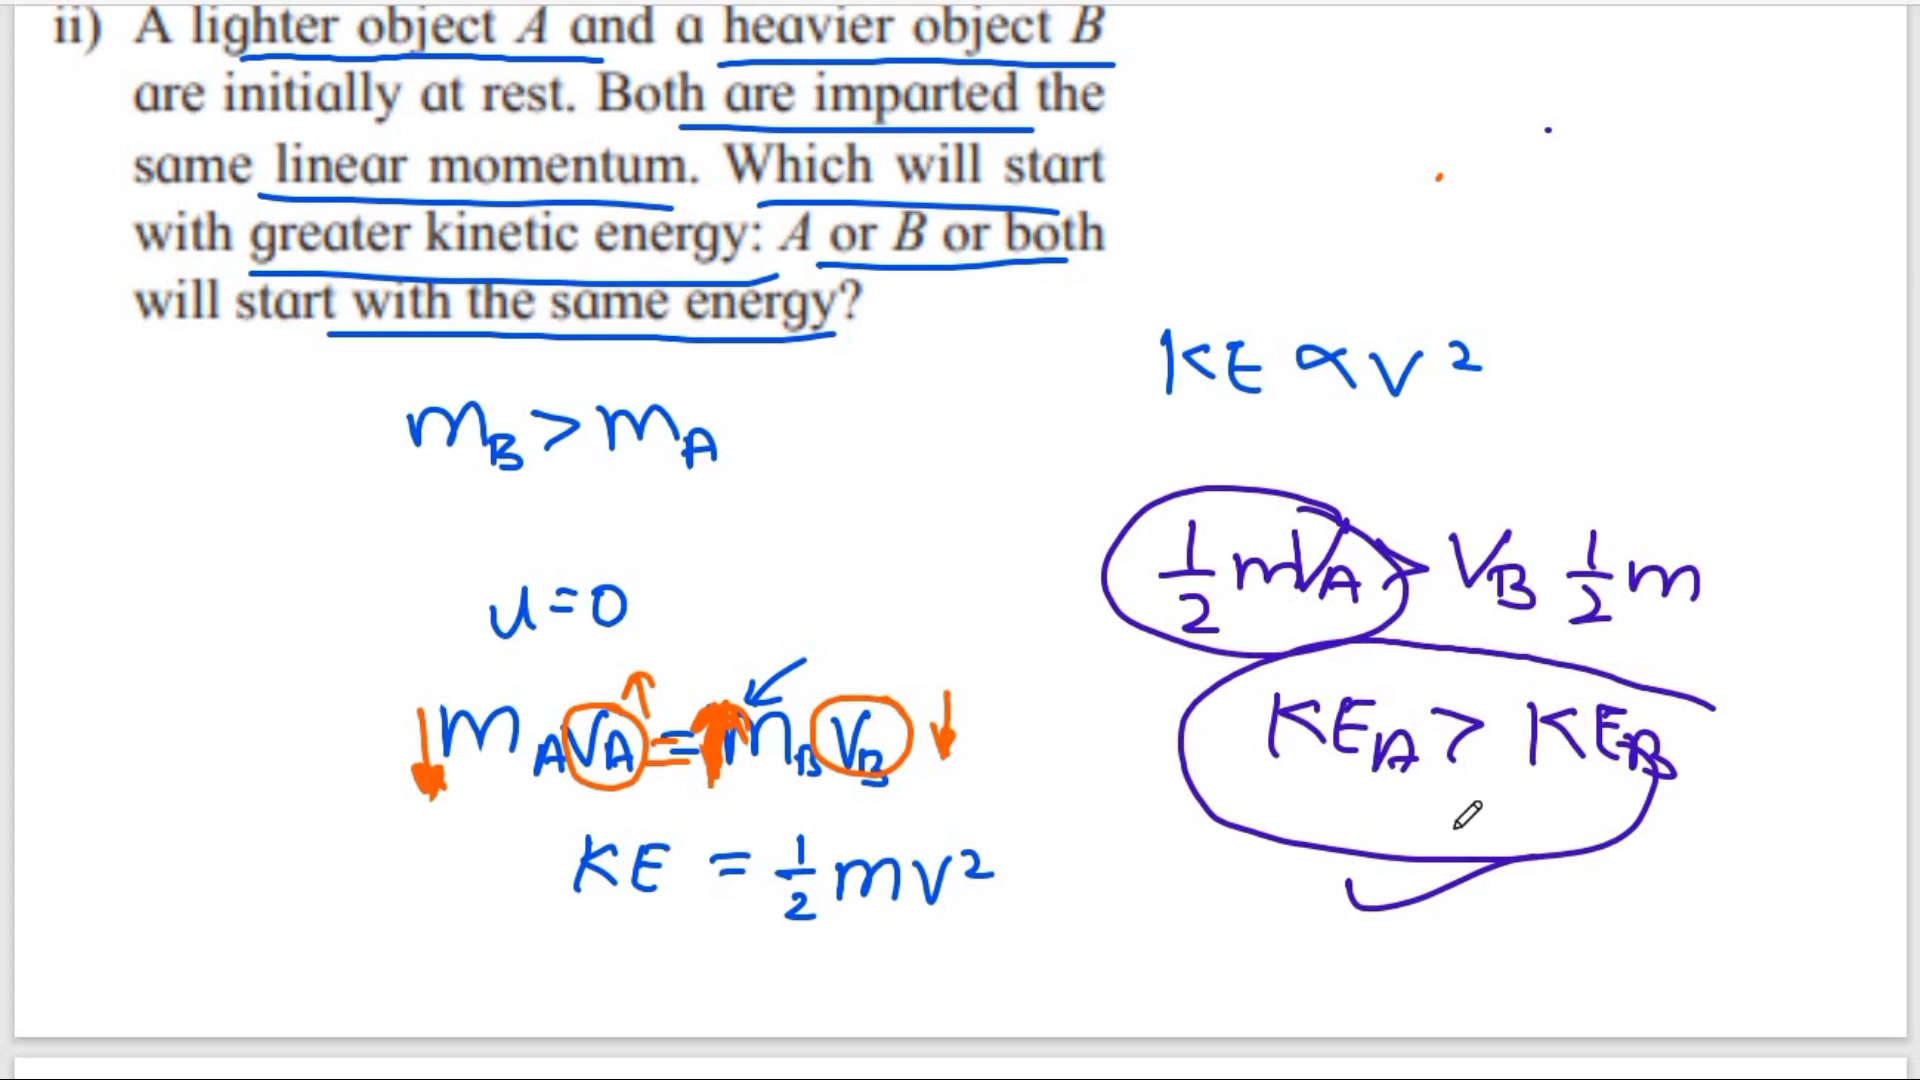 ii) A lighter object A and a heavier object B
are initially at rest. Both are imparted the
same linear momentum. Which will start
with greater kinetic energy: A or B or both
will start with the same energy?
KE ∝ V²
m_B > m_A
½ mV_A > V_B ½ m
u = 0
m_A V_A = m_B V_B
KE_A > KE_B
KE = ½ mv²